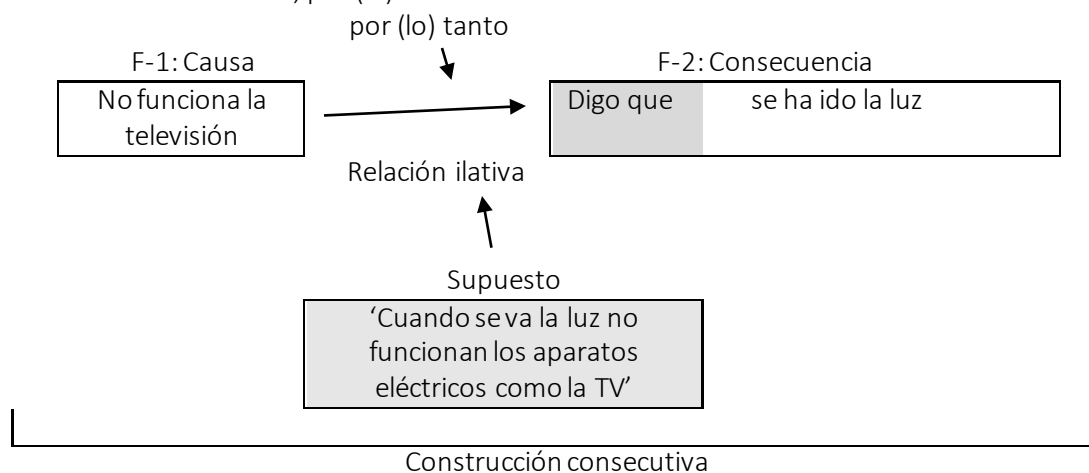 por (lo) tanto
F-1: Causa
F-2: Consecuencia
No funciona la
televisión
Digo que se ha ido la luz
Relación ilativa
Supuesto
‘Cuando se va la luz no
funcionan los aparatos
eléctricos como la TV’
Construcción consecutiva